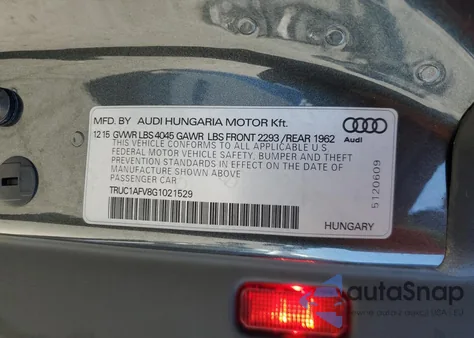 MFD. BY AUDI HUNGARIA MOTOR Kft.
12 15 GVWR LBS 4045 GAWR LBS FRONT 2293 / REAR 1962
THIS VEHICLE CONFORMS TO ALL APPLICABLE U.S.
FEDERAL MOTOR VEHICLE SAFETY, BUMPER AND THEFT
PREVENTION STANDARDS IN EFFECT ON THE DATE OF
MANUFACTURE SHOWN ABOVE.
PASSENGER CAR
TRUC1AFV8G1021529
HUNGARY
Audi
5120609
autoSnap